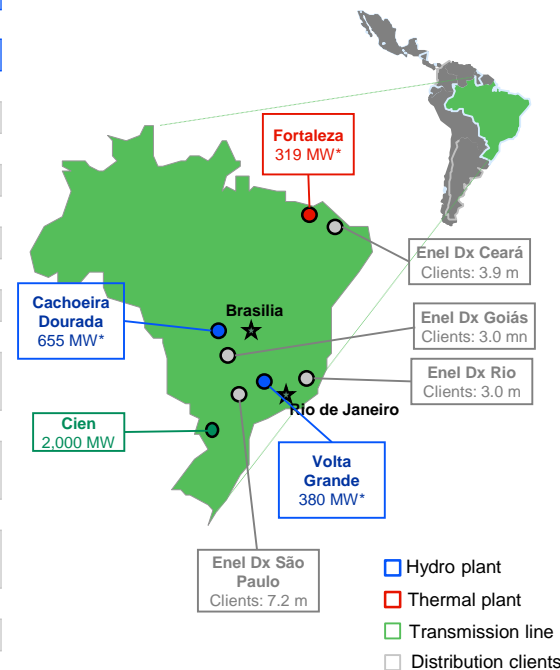 Fortaleza
319 MW*
Enel Dx Ceará
Clients: 3.9 m
Cachoeira
Dourada
655 MW*
Brasilia
Enel Dx Goiás
Clients: 3.0 mn
Enel Dx Rio
Clients: 3.0 m
Rio de Janeiro
Cien
2,000 MW
Volta
Grande
380 MW*
Enel Dx São
Paulo
Clients: 7.2 m
Hydro plant
Thermal plant
Transmission line
Distribution clients